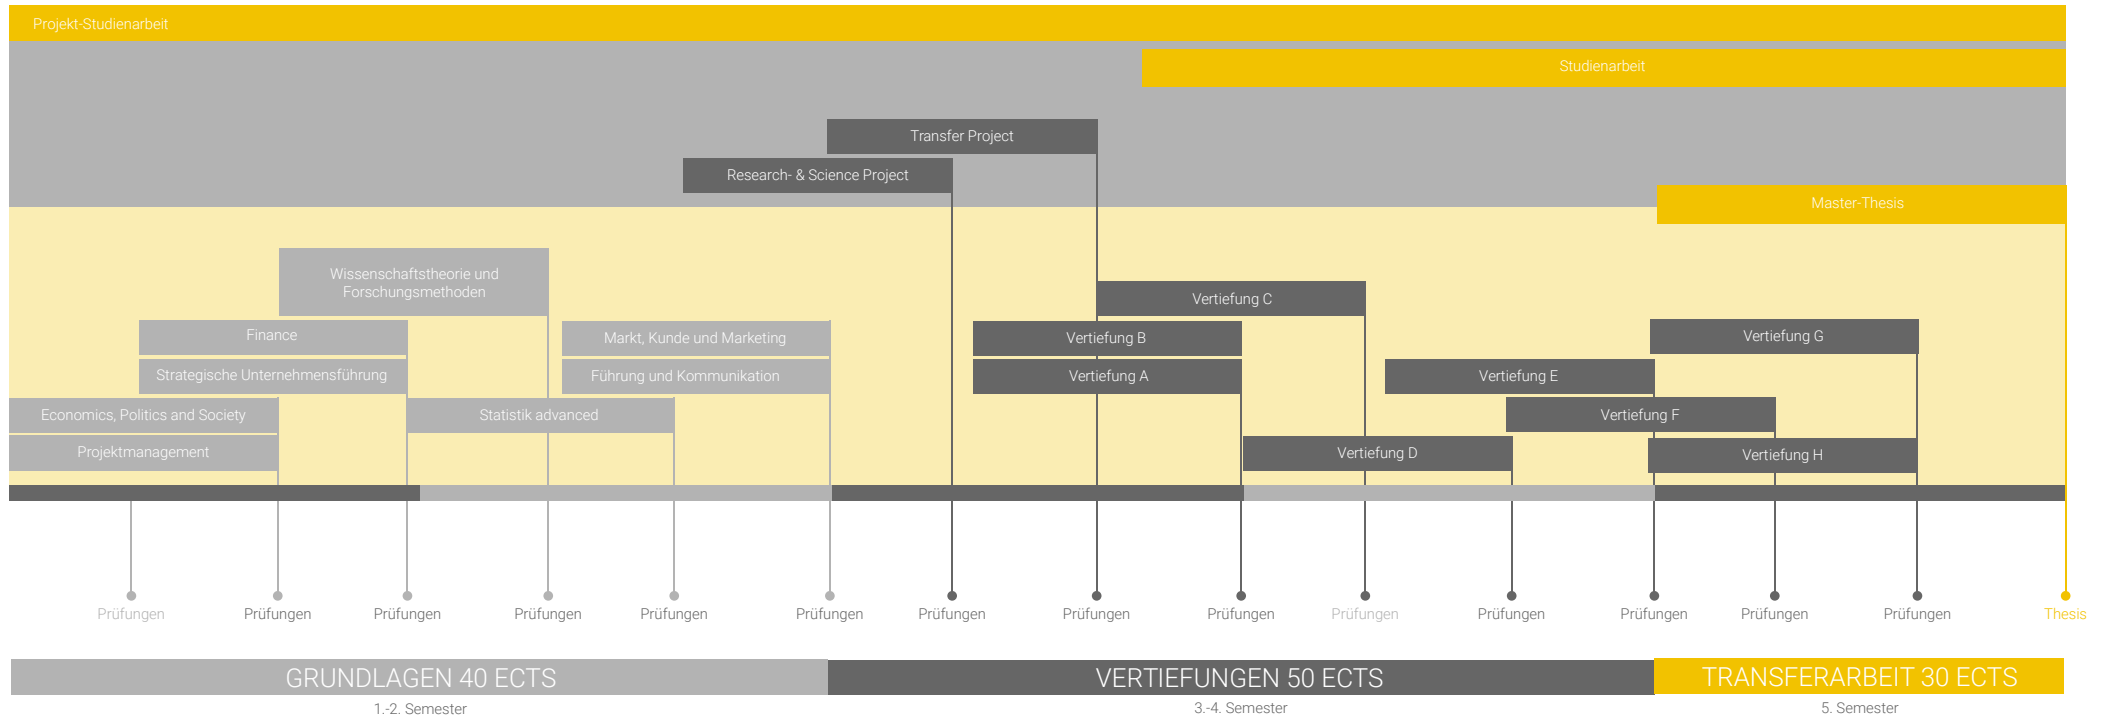 Projekt-Studienarbeit
Studienarbeit
Transfer Project
Research- & Science Project
Master-Thesis
Wissenschaftstheorie und
Forschungsmethoden
Vertiefung C
Finance
Markt, Kunde und Marketing
Vertiefung B
Vertiefung G
Strategische Unternehmensführung
Führung und Kommunikation
Vertiefung A
Vertiefung E
Economics, Politics and Society
Statistik advanced
Vertiefung F
Projektmanagement
Vertiefung D
Vertiefung H
Prüfungen Prüfungen Prüfungen Prüfungen Prüfungen Prüfungen Prüfungen Prüfungen Prüfungen Prüfungen Prüfungen Prüfungen Prüfungen Prüfungen Thesis
GRUNDLAGEN 40 ECTS VERTIEFUNGEN 50 ECTS TRANSFERARBEIT 30 ECTS
1.-2. Semester 3.-4. Semester 5. Semester